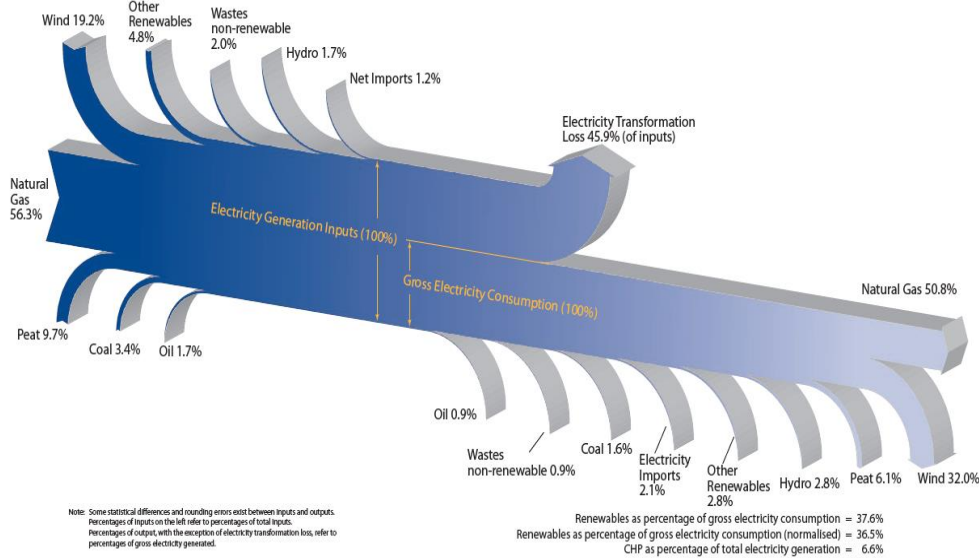 Wind 19.2%
Other
Renewables
4.8%
Wastes
non-renewable
2.0%
Hydro 1.7%
Net Imports 1.2%
Electricity Transformation
Loss 45.9% (of inputs)
Natural
Gas
56.3%
Electricity Generation Inputs (100%)
Gross Electricity Consumption (100%)
Natural Gas 50.8%
Peat 9.7%
Coal 3.4%
Oil 1.7%
Oil 0.9%
Wastes
non-renewable 0.9%
Coal 1.6%
Electricity
Imports
2.1%
Other
Renewables
2.8%
Hydro 2.8%
Peat 6.1%
Wind 32.0%
Note: Some statistical differences and rounding errors exist between inputs and outputs.
Percentages of inputs on the left refer to percentages of total inputs.
Percentages of output, with the exception of electricity transformation loss, refer to
percentages of gross electricity generated.
Renewables as percentage of gross electricity consumption = 37.6%
Renewables as percentage of gross electricity consumption (normalised) = 36.5%
CHP as percentage of total electricity generation = 6.6%